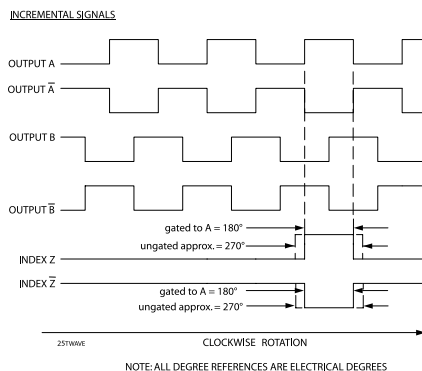 INCREMENTAL SIGNALS
OUTPUT A
OUTPUT A̅
OUTPUT B
OUTPUT B̅
gated to A = 180°
ungated approx. = 270°
INDEX Z
INDEX Z̅
gated to A = 180°
ungated approx. = 270°
25TWAVE
CLOCKWISE ROTATION
NOTE: ALL DEGREE REFERENCES ARE ELECTRICAL DEGREES